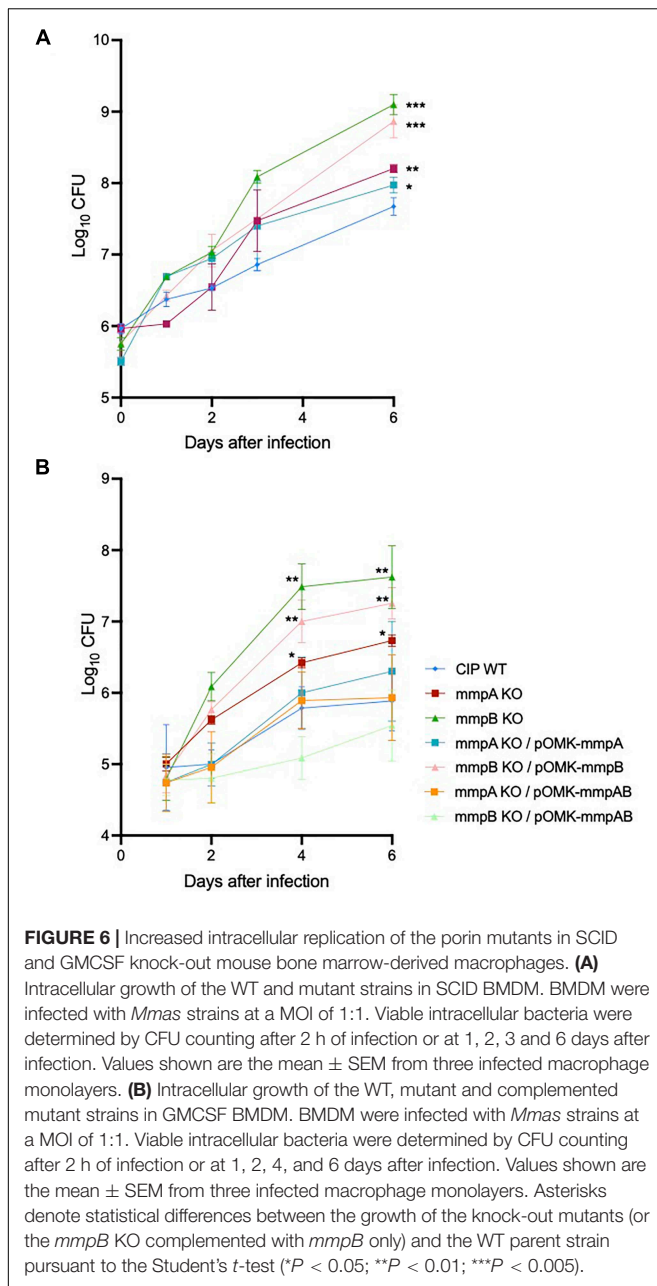 A
10
9
8
7
6
5
Log10 CFU
***
***
**
*
0
2
4
6
Days after infection
B
9
8
7
6
5
4
Log10 CFU
**
**
**
**
*
*
0
2
4
6
Days after infection
CIP WT
mmpA KO
mmpB KO
mmpA KO / pOMK-mmpA
mmpB KO / pOMK-mmpB
mmpA KO / pOMK-mmpAB
mmpB KO / pOMK-mmpAB
FIGURE 6 | Increased intracellular replication of the porin mutants in SCID
and GMCSF knock-out mouse bone marrow-derived macrophages. (A)
Intracellular growth of the WT and mutant strains in SCID BMDM. BMDM were
infected with Mmas strains at a MOI of 1:1. Viable intracellular bacteria were
determined by CFU counting after 2 h of infection or at 1, 2, 3 and 6 days after
infection. Values shown are the mean ± SEM from three infected macrophage
monolayers. (B) Intracellular growth of the WT, mutant and complemented
mutant strains in GMCSF BMDM. BMDM were infected with Mmas strains at
a MOI of 1:1. Viable intracellular bacteria were determined by CFU counting
after 2 h of infection or at 1, 2, 4, and 6 days after infection. Values shown are
the mean ± SEM from three infected macrophage monolayers. Asterisks
denote statistical differences between the growth of the knock-out mutants (or
the mmpB KO complemented with mmpB only) and the WT parent strain
pursuant to the Student's t-test (*P < 0.05; **P < 0.01; ***P < 0.005).